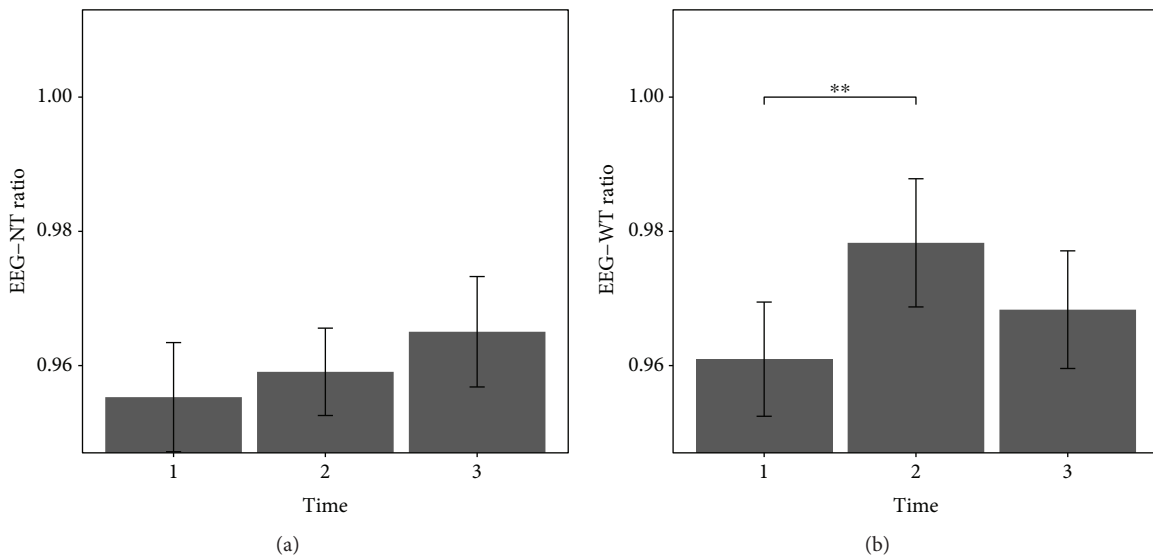 EEG−NT ratio
1.00
0.98
0.96
1 2 3
Time
(a)
EEG−WT ratio
1.00
**
0.98
0.96
1 2 3
Time
(b)